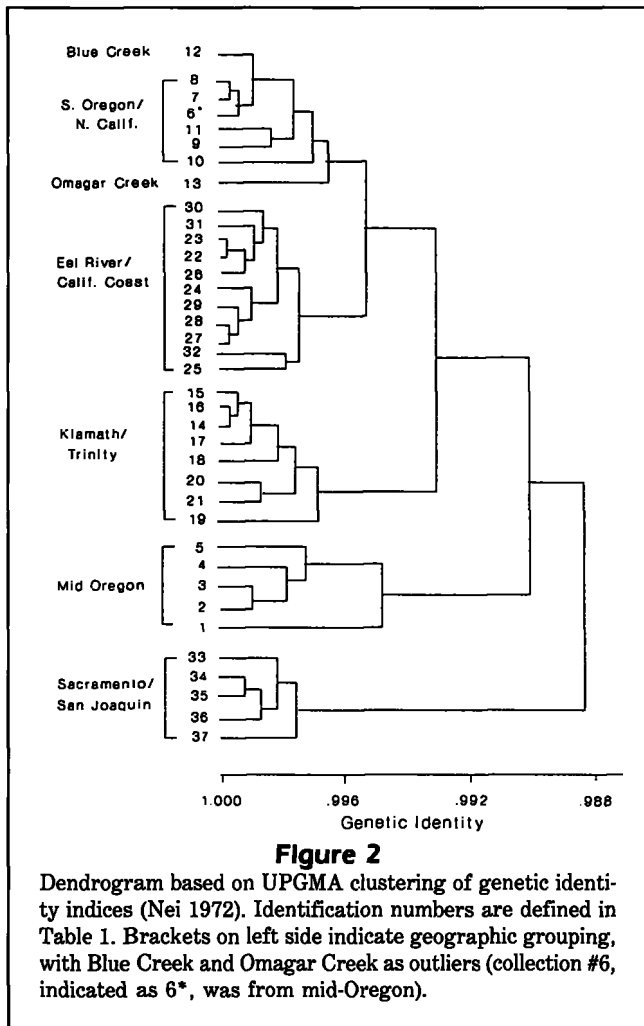 Blue Creek 12
8
S. Oregon/ 7
N. Calif. 6*
11
9
10
Omagar Creek 13
30
31
23
Eel River/ 22
Calif. Coast 26
24
29
28
27
32
25
15
16
Klamath/ 14
Trinity 17
18
20
21
19
5
4
Mid Oregon 3
2
1
33
Sacramento/ 34
San Joaquin 35
36
37
1.000 .996 .992 .988
Genetic Identity
Figure 2
Dendrogram based on UPGMA clustering of genetic identi-
ty indices (Nei 1972). Identification numbers are defined in
Table 1. Brackets on left side indicate geographic grouping,
with Blue Creek and Omagar Creek as outliers (collection #6,
indicated as 6*, was from mid-Oregon).